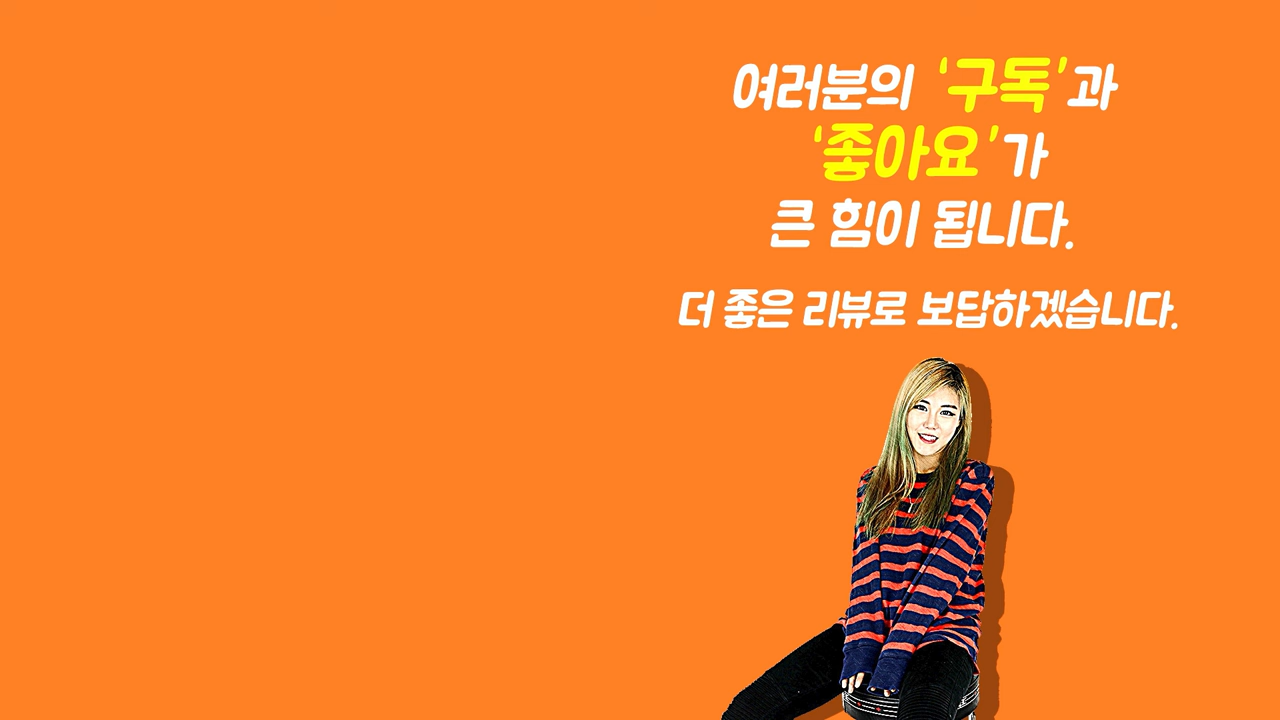 여러분의 '구독'과
'좋아요'가
큰 힘이 됩니다.
더 좋은 리뷰로 보답하겠습니다.